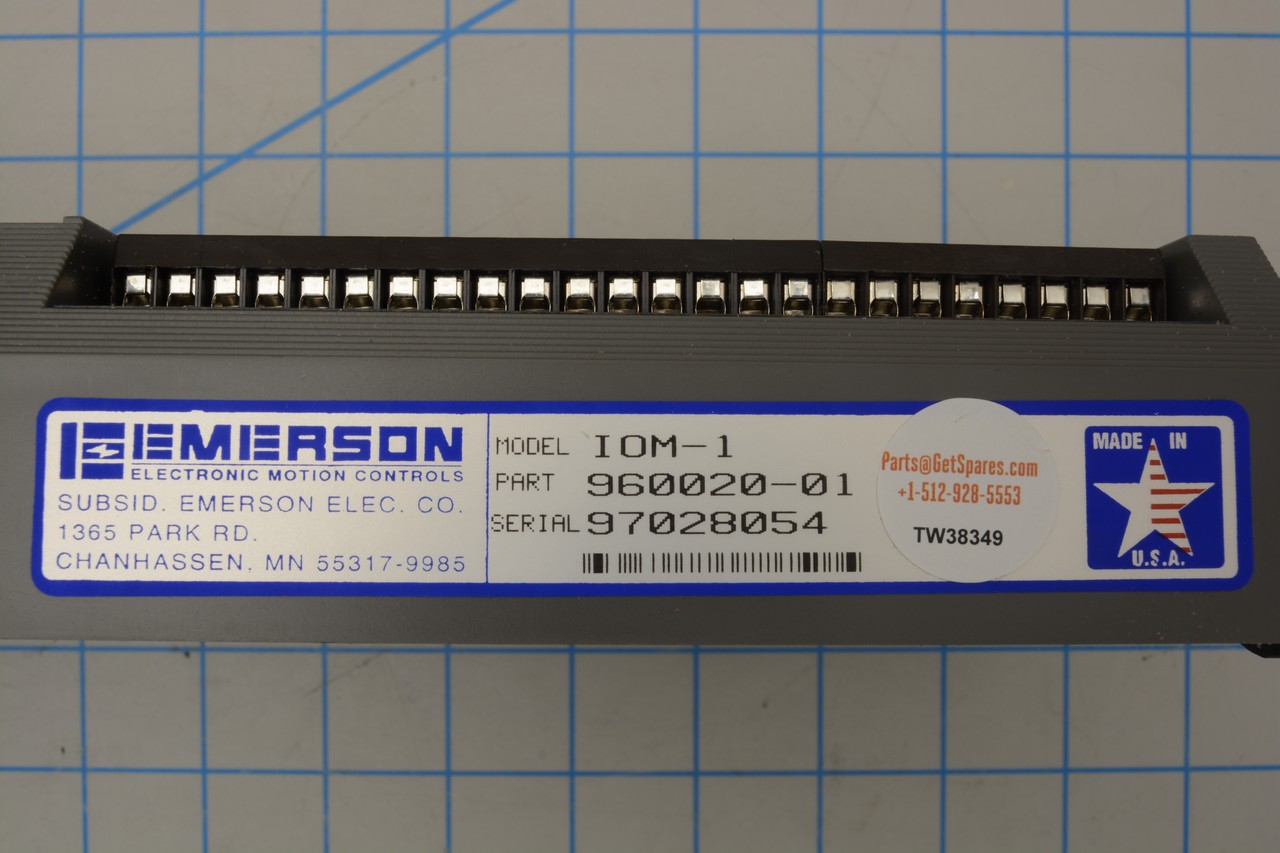 EMERSON
ELECTRONIC MOTION CONTROLS
SUBSID. EMERSON ELEC. CO.
1365 PARK RD.
CHANHASSEN, MN 55317-9985
MODEL IOM-1
PART 960020-01
SERIAL 97028054
Parts@GetSpares.com
+1-512-928-5553
TW38349
MADE IN
U.S.A.